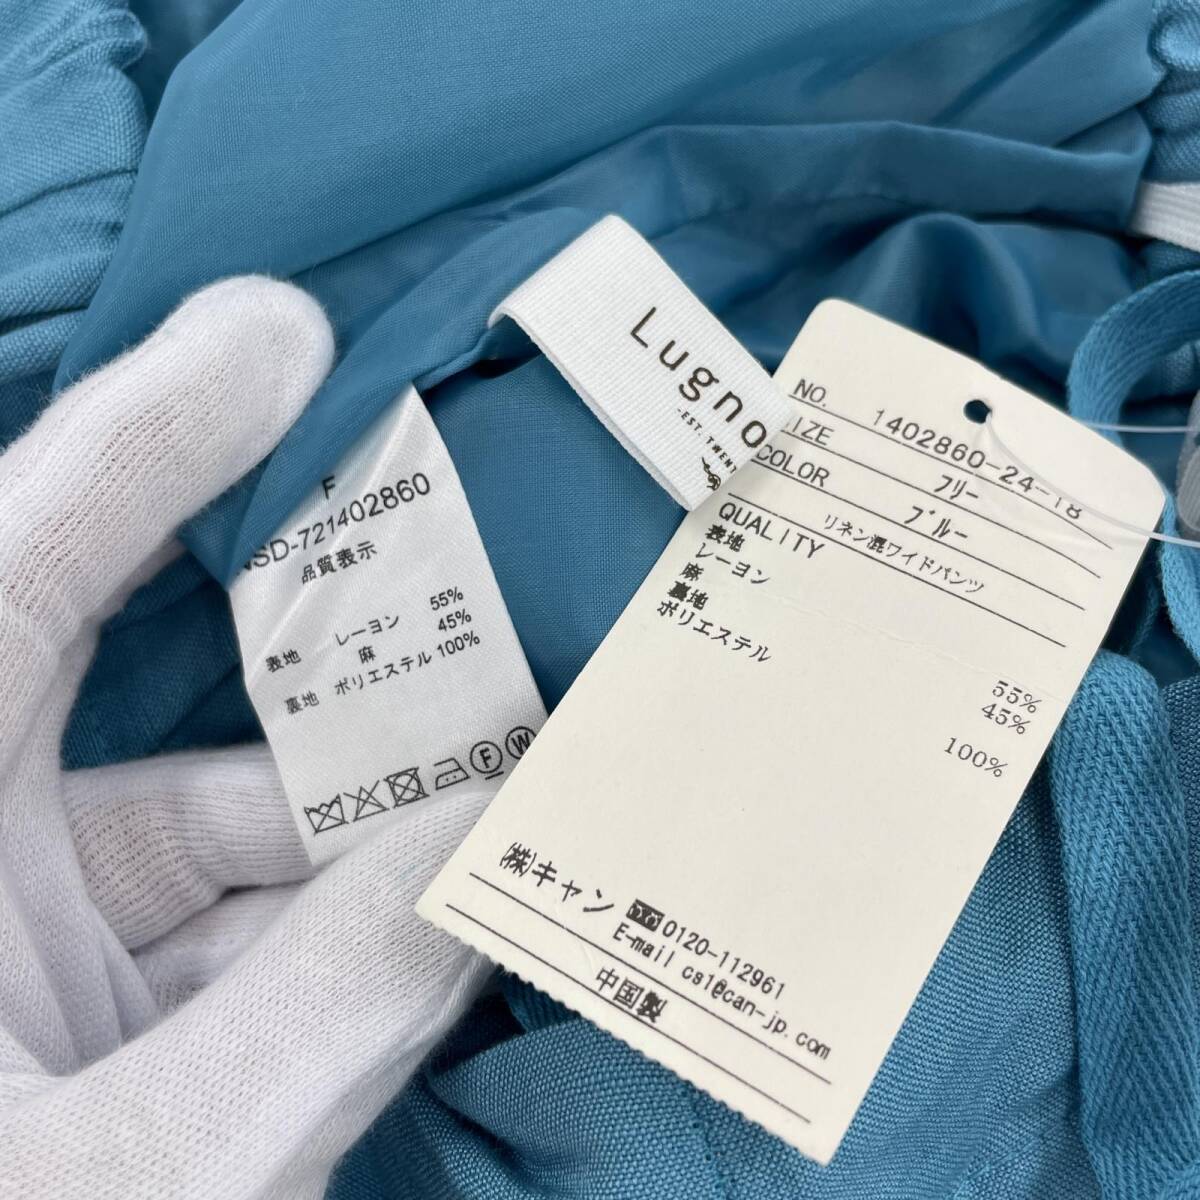 F
NSD-721402860
品質表示
表地 レーヨン 55%
麻 45%
裏地 ポリエステル 100%
F W
Lugno
-EST. TWENT
NO. 1402860-24-18
SIZE フリー
COLOR ブルー
リネン混ワイドパンツ
QUALITY
表地
レーヨン 55%
麻 45%
裏地
ポリエステル 100%
(株)キャン 0120-112961
E-mail cs1@can-jp.com
中国製